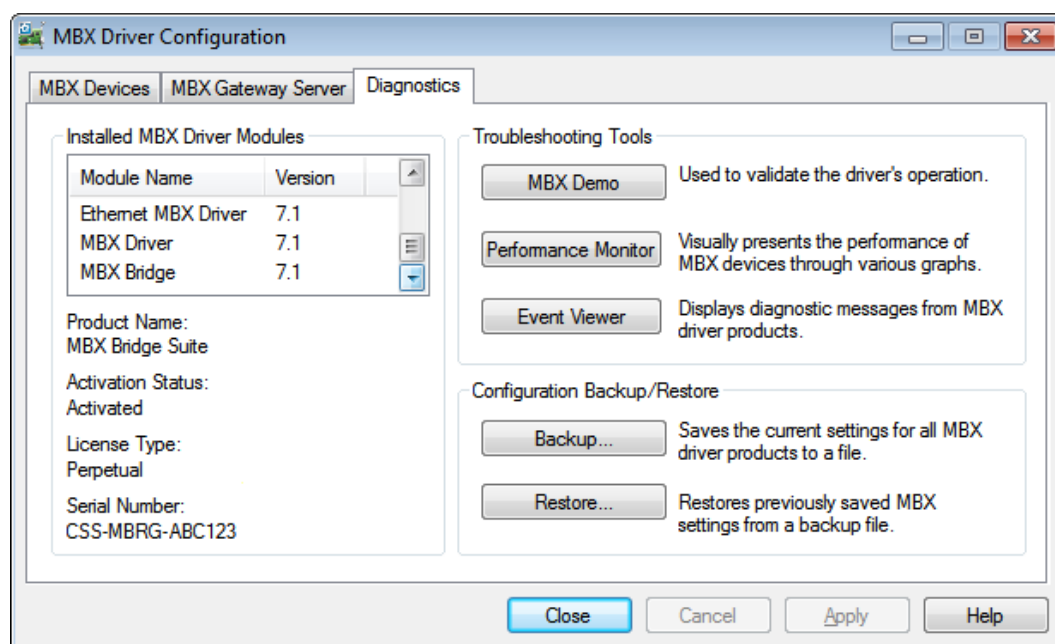 MBX Driver Configuration
MBX Devices MBX Gateway Server Diagnostics
Installed MBX Driver Modules
Module Name Version
Ethernet MBX Driver 7.1
MBX Driver 7.1
MBX Bridge 7.1
Product Name:
MBX Bridge Suite
Activation Status:
Activated
License Type:
Perpetual
Serial Number:
CSS-MBRG-ABC123
Troubleshooting Tools
MBX Demo
Used to validate the driver's operation.
Performance Monitor
Visually presents the performance of
MBX devices through various graphs.
Event Viewer
Displays diagnostic messages from MBX
driver products.
Configuration Backup/Restore
Backup...
Saves the current settings for all MBX
driver products to a file.
Restore...
Restores previously saved MBX
settings from a backup file.
Close Cancel Apply Help